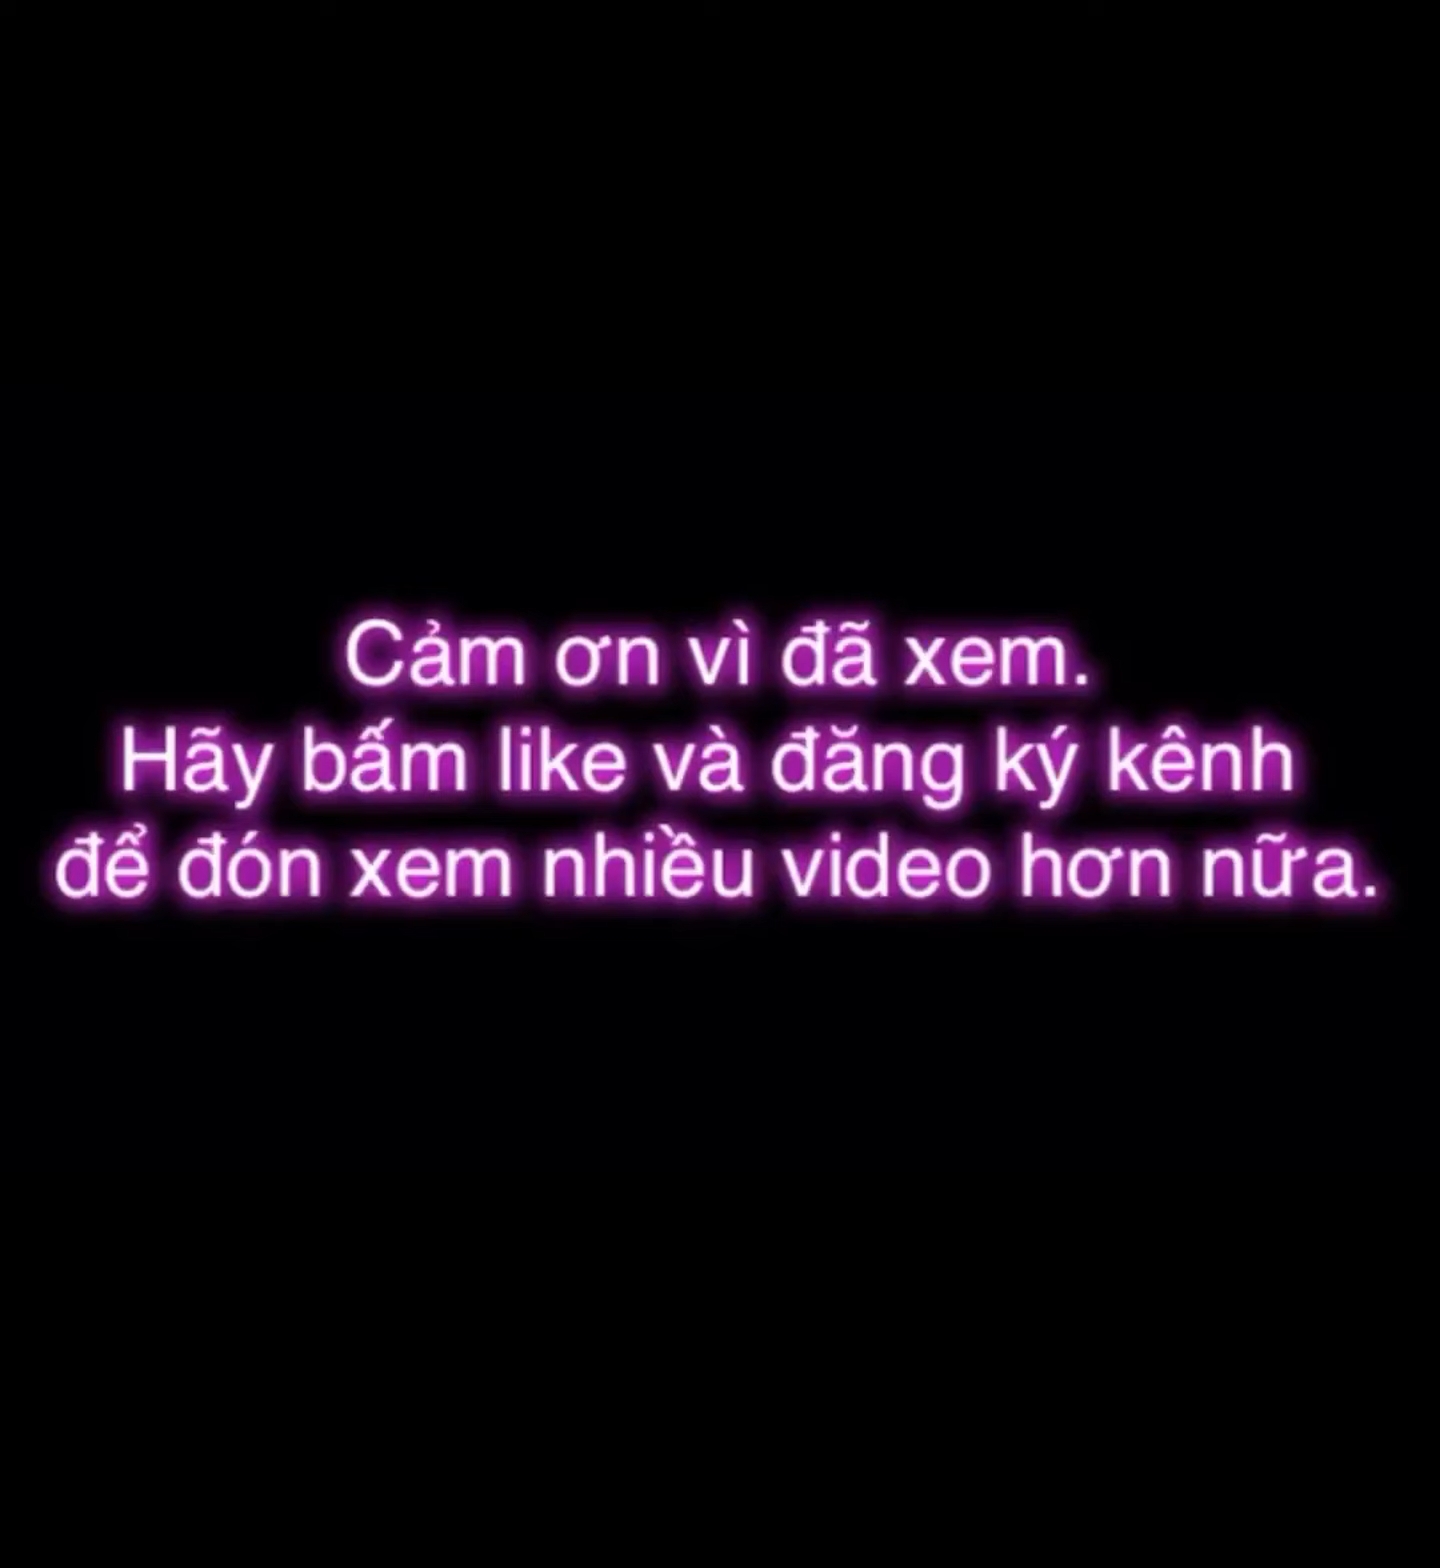 Cảm ơn vì đã xem.
Hãy bấm like và đăng ký kênh
để đón xem nhiều video hơn nữa.